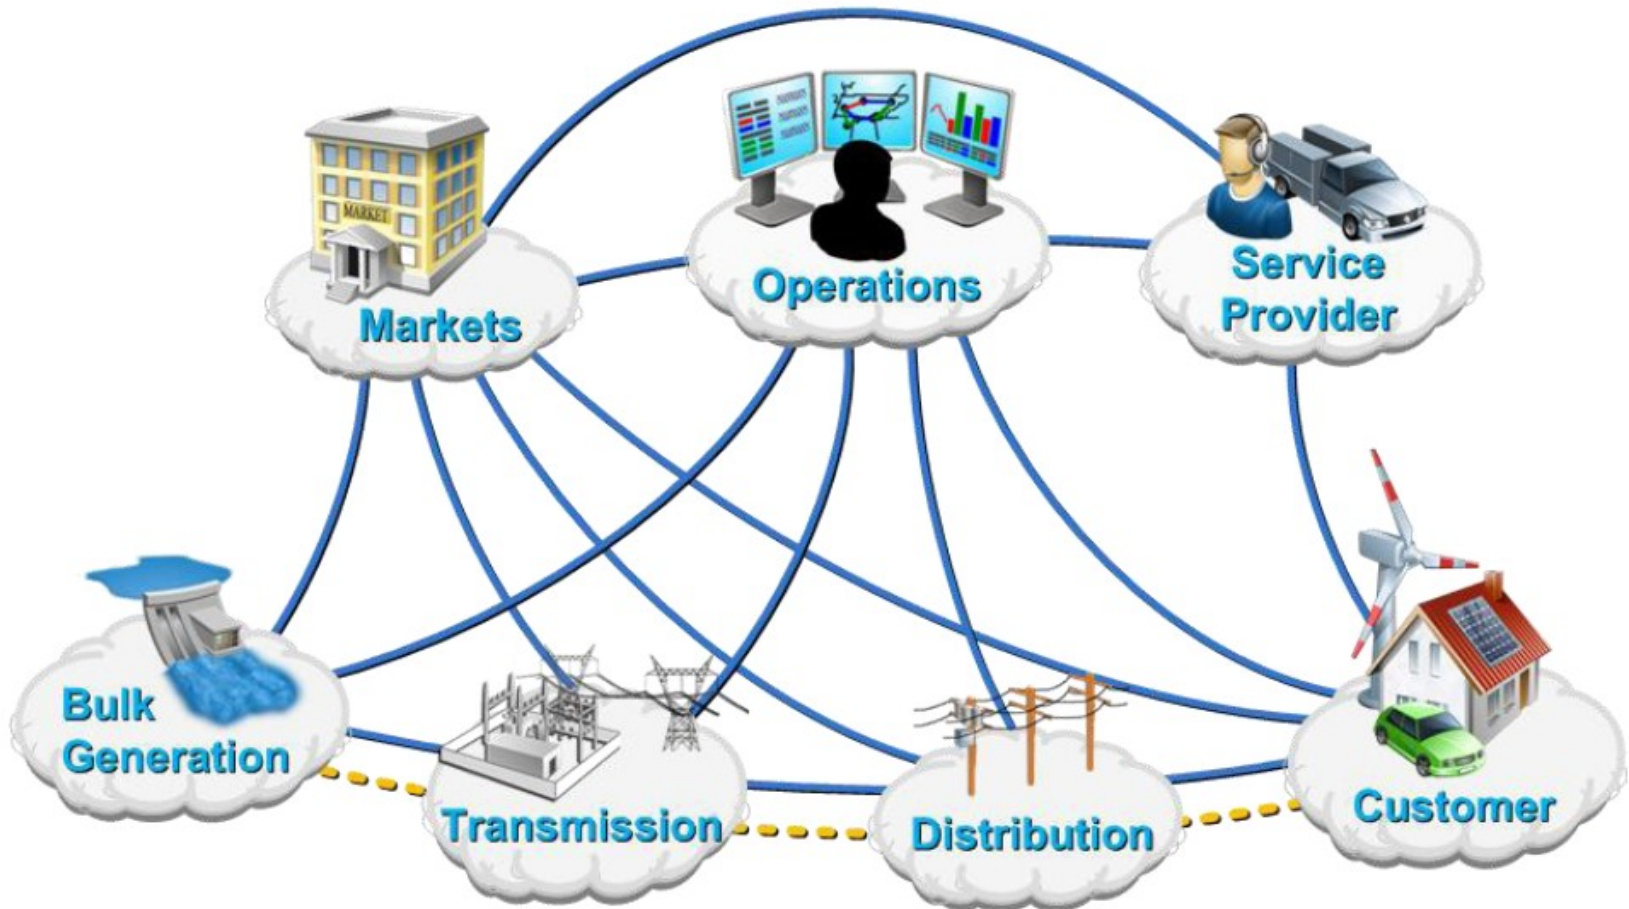 MARKET
Markets
Operations
Service
Provider
Bulk
Generation
Transmission
Distribution
Customer